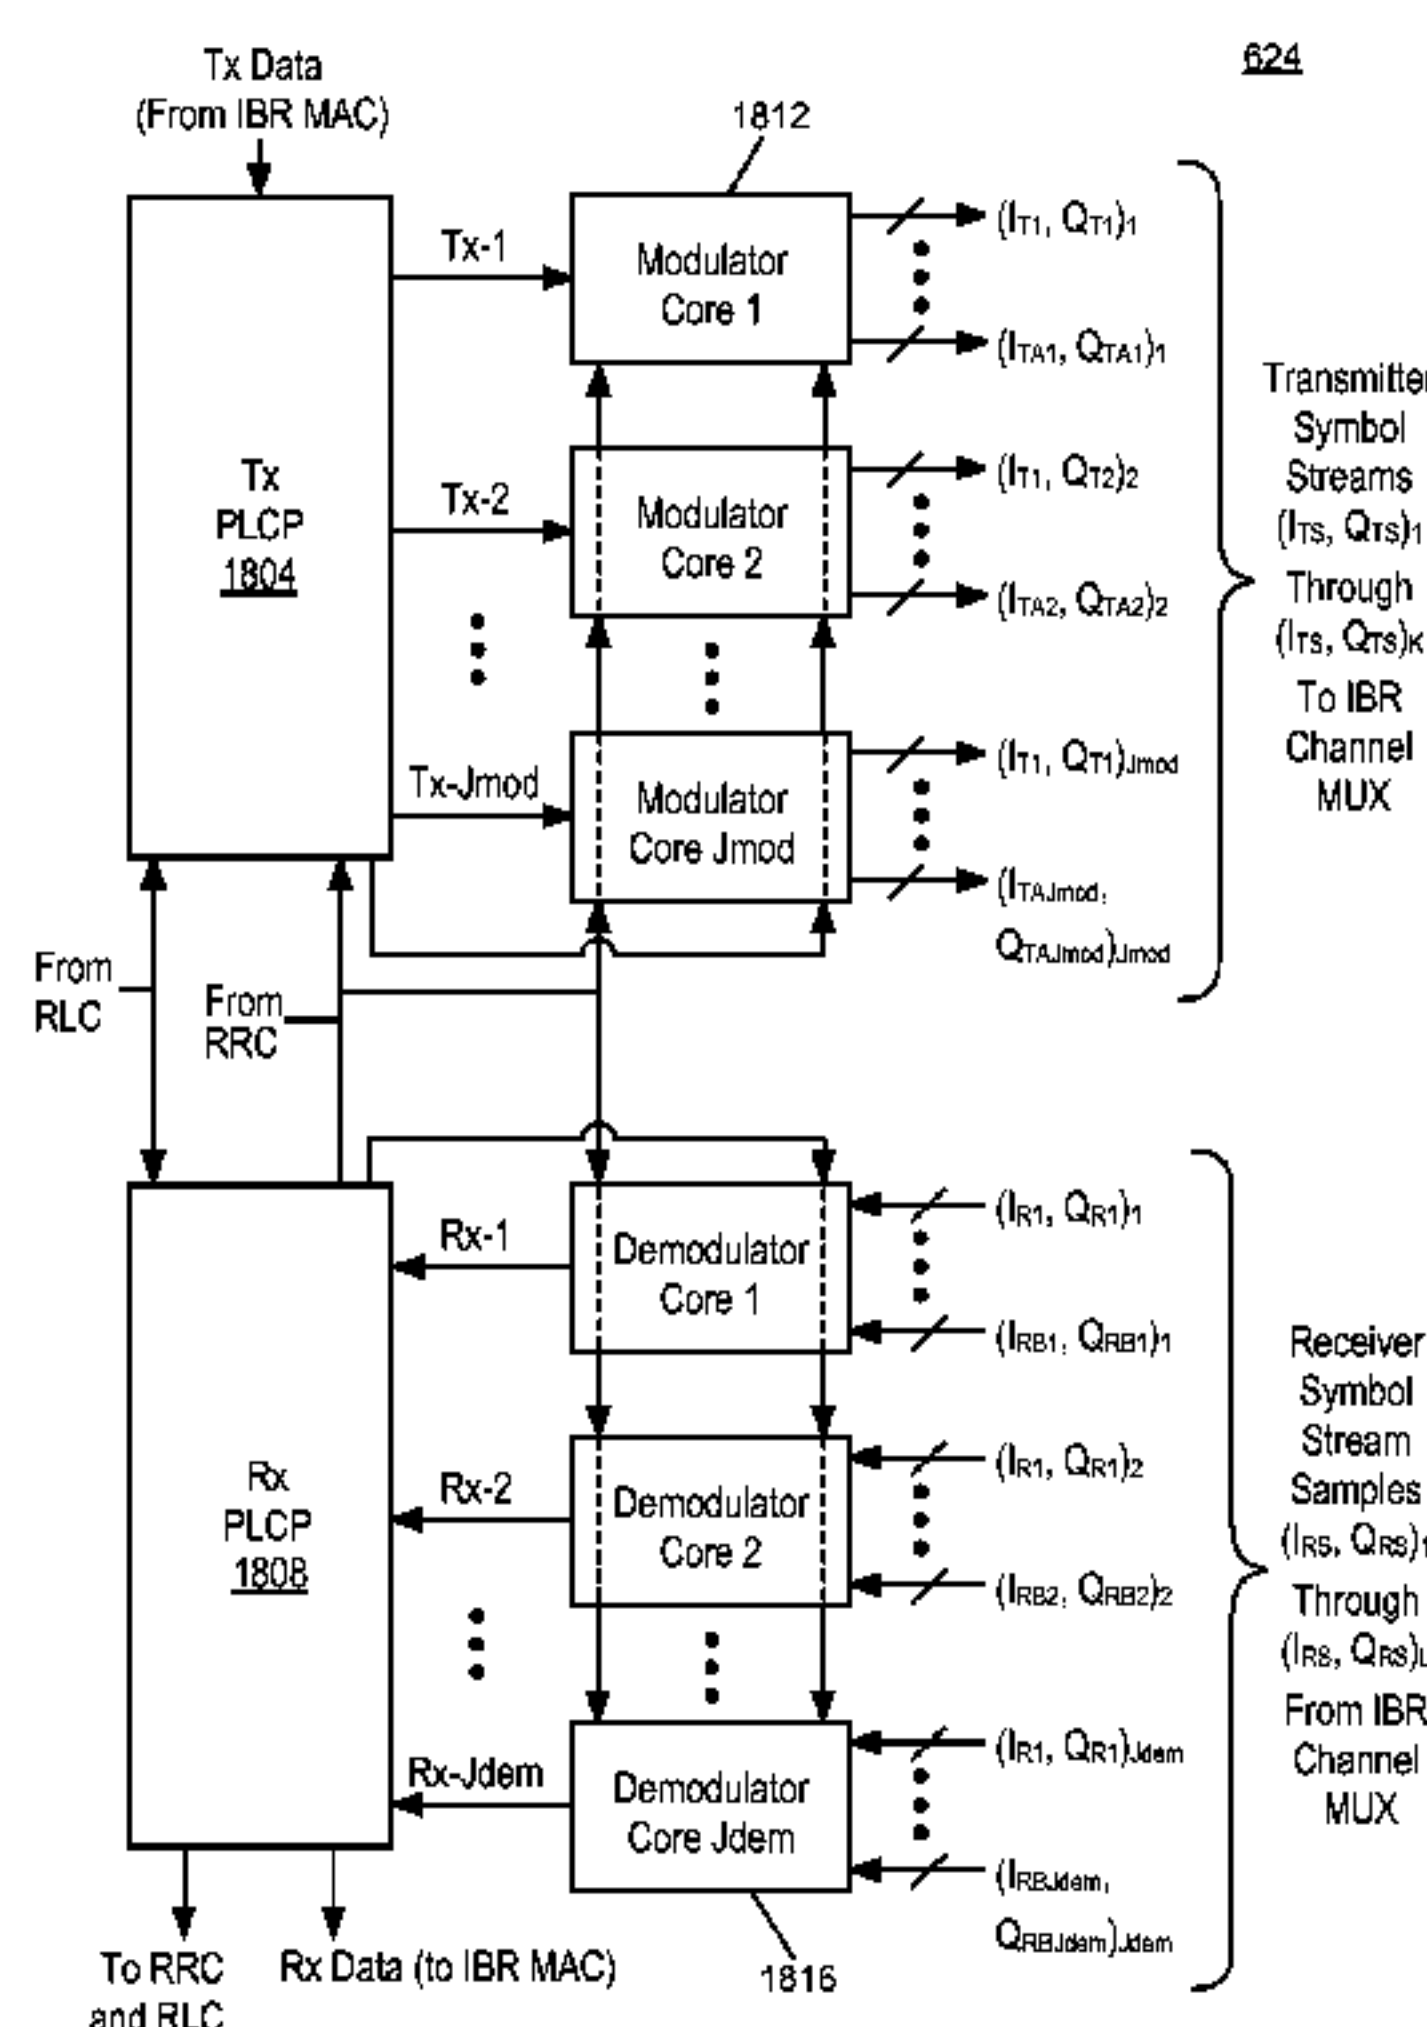 624
Tx Data
(From IBR MAC)
1812
Tx
PLCP
1804
Tx-1
Tx-2
Tx-Jmod
Modulator
Core 1
Modulator
Core 2
Modulator
Core Jmod
(IT1, QT1)1
(ITA1, QTA1)1
(IT1, QT2)2
(ITA2, QTA2)2
(IT1, QT1)Jmod
(ITAJmod,
QTAJmod)Jmod
Transmitter
Symbol
Streams
(ITS, QTS)1
Through
(ITS, QTS)K
To IBR
Channel
MUX
From
RLC
From
RRC
Rx
PLCP
1808
Rx-1
Rx-2
Rx-Jdem
Demodulator
Core 1
Demodulator
Core 2
Demodulator
Core Jdem
(IR1, QR1)1
(IRB1, QRB1)1
(IR1, QR1)2
(IRB2, QRB2)2
(IR1, QR1)Jdem
(IRBJdem,
QRBJdem)Jdem
Receiver
Symbol
Stream
Samples
(IRS, QRS)1
Through
(IRS, QRS)L
From IBR
Channel
MUX
To RRC
and RLC
Rx Data (to IBR MAC)
1816